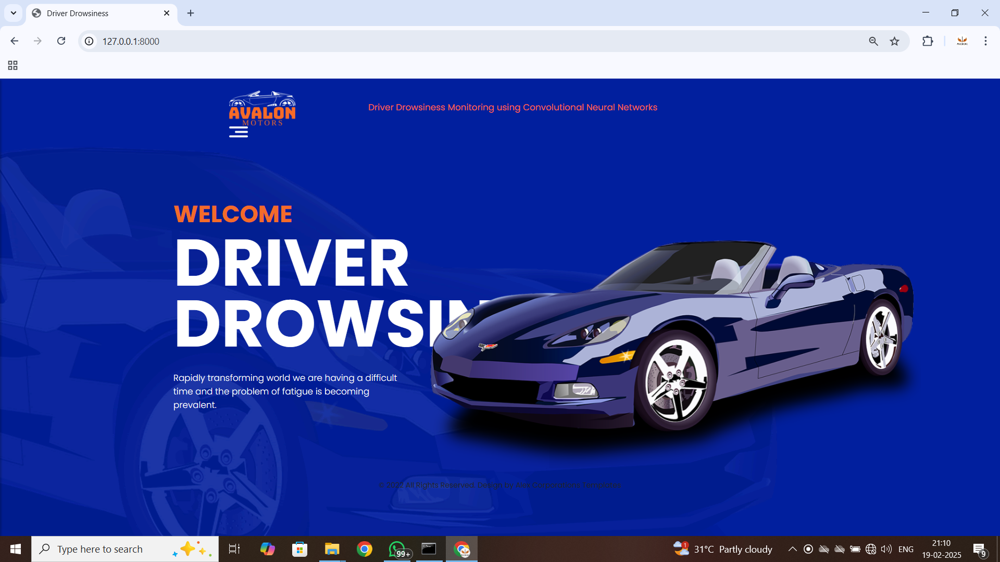 Driver Drowsiness
127.0.0.1:8000
MICHEAL
AVALON
MOTORS
Driver Drowsiness Monitoring using Convolutional Neural Networks
WELCOME
DRIVER
DROWSIN
Rapidly transforming world we are having a difficult
time and the problem of fatigue is becoming
prevalent.
© 2022 All Rights Reserved. Design by Alex Corporations Templates
Type here to search
99+
1
31°C Partly cloudy
ENG
21:10
19-02-2025
9